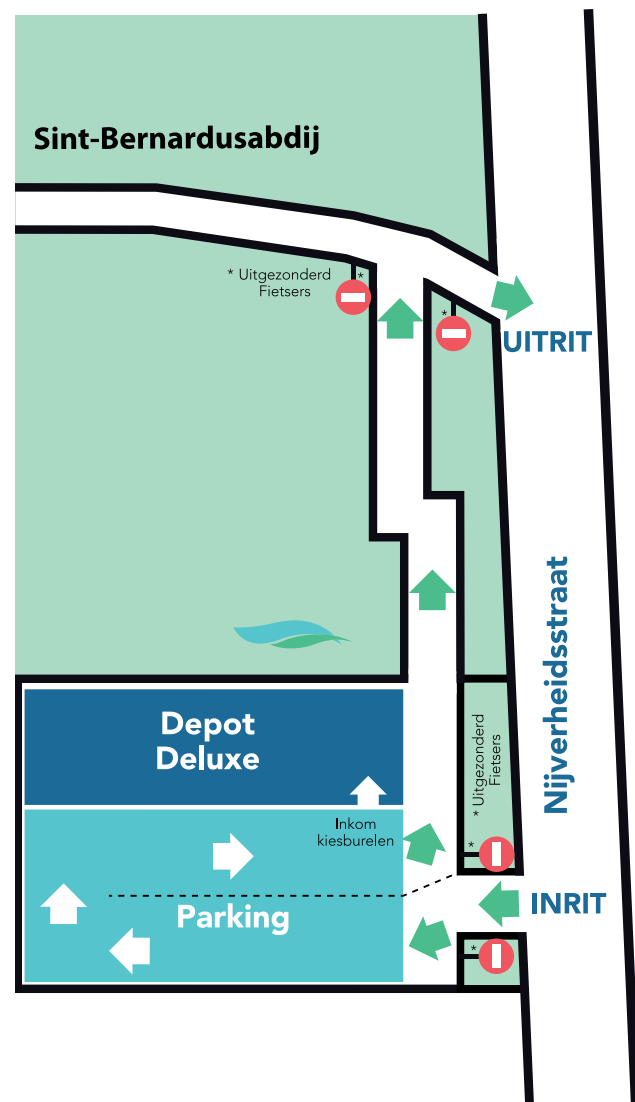 Sint-Bernardusabdij
* Uitgezonderd
Fietsers
*
*
UITRIT
Nijverheidsstraat
Depot
Deluxe
* Uitgezonderd
Fietsers
Inkom
kiesburelen
*
INRIT
Parking
*